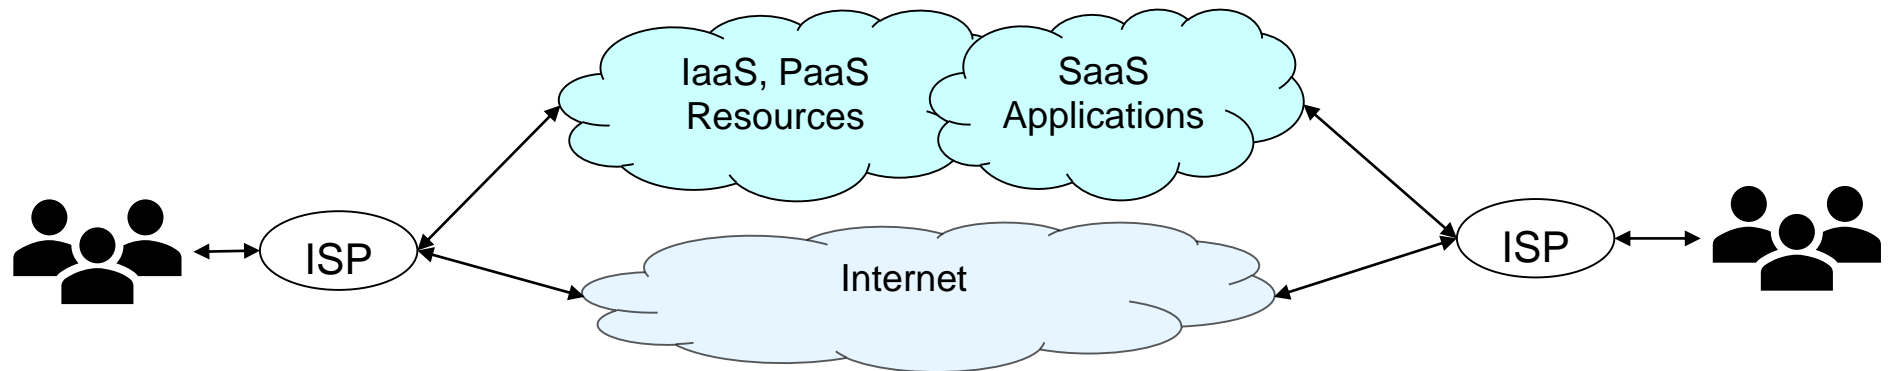 IaaS, PaaS
Resources
SaaS
Applications
ISP
Internet
ISP